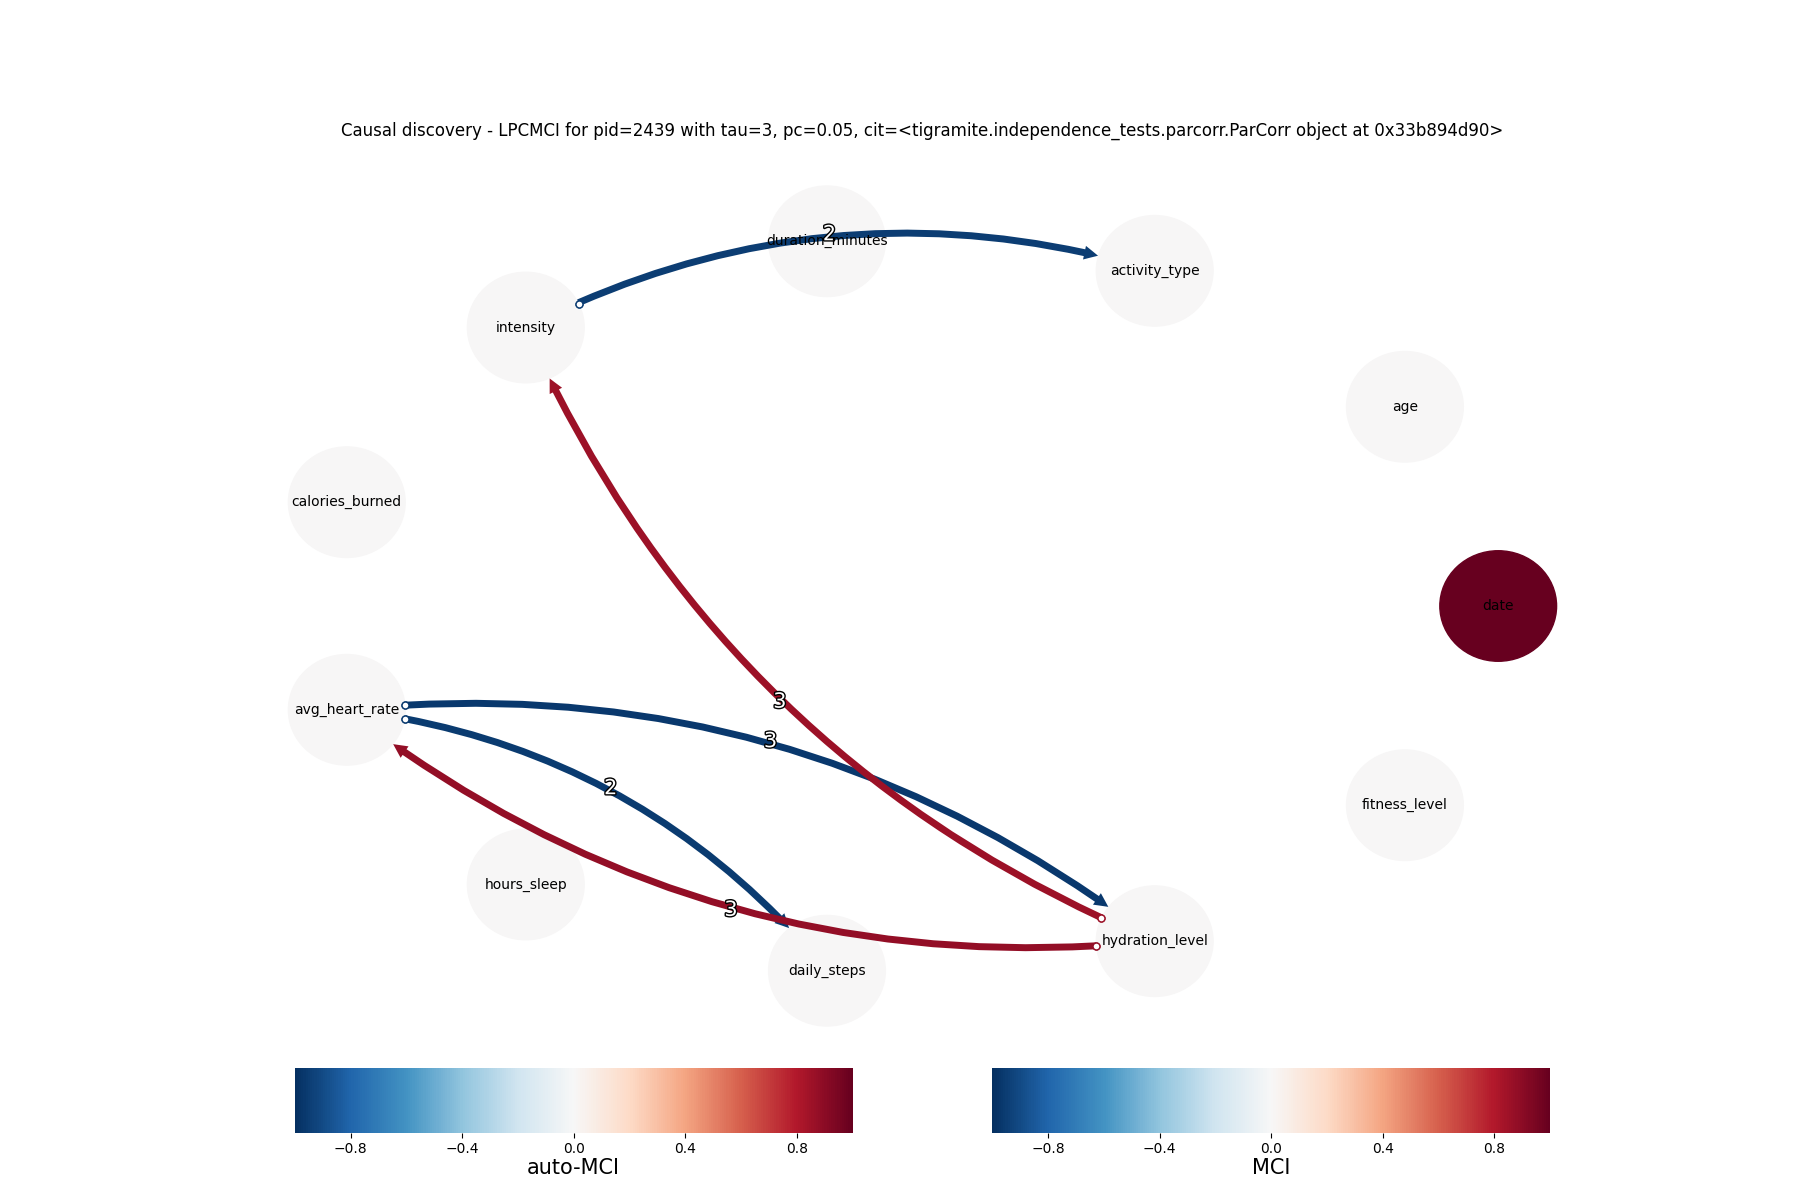 Causal discovery - LPCMCI for pid=2439 with tau=3, pc=0.05, cit=<tigramite.independence_tests.parcorr.ParCorr object at 0x33b894d90>
2
duration_minutes
activity_type
intensity
age
calories_burned
date
3
avg_heart_rate
3
2
fitness_level
hours_sleep
3
hydration_level
daily_steps
−0.8 −0.4 0.0 0.4 0.8
auto-MCI
−0.8 −0.4 0.0 0.4 0.8
MCI